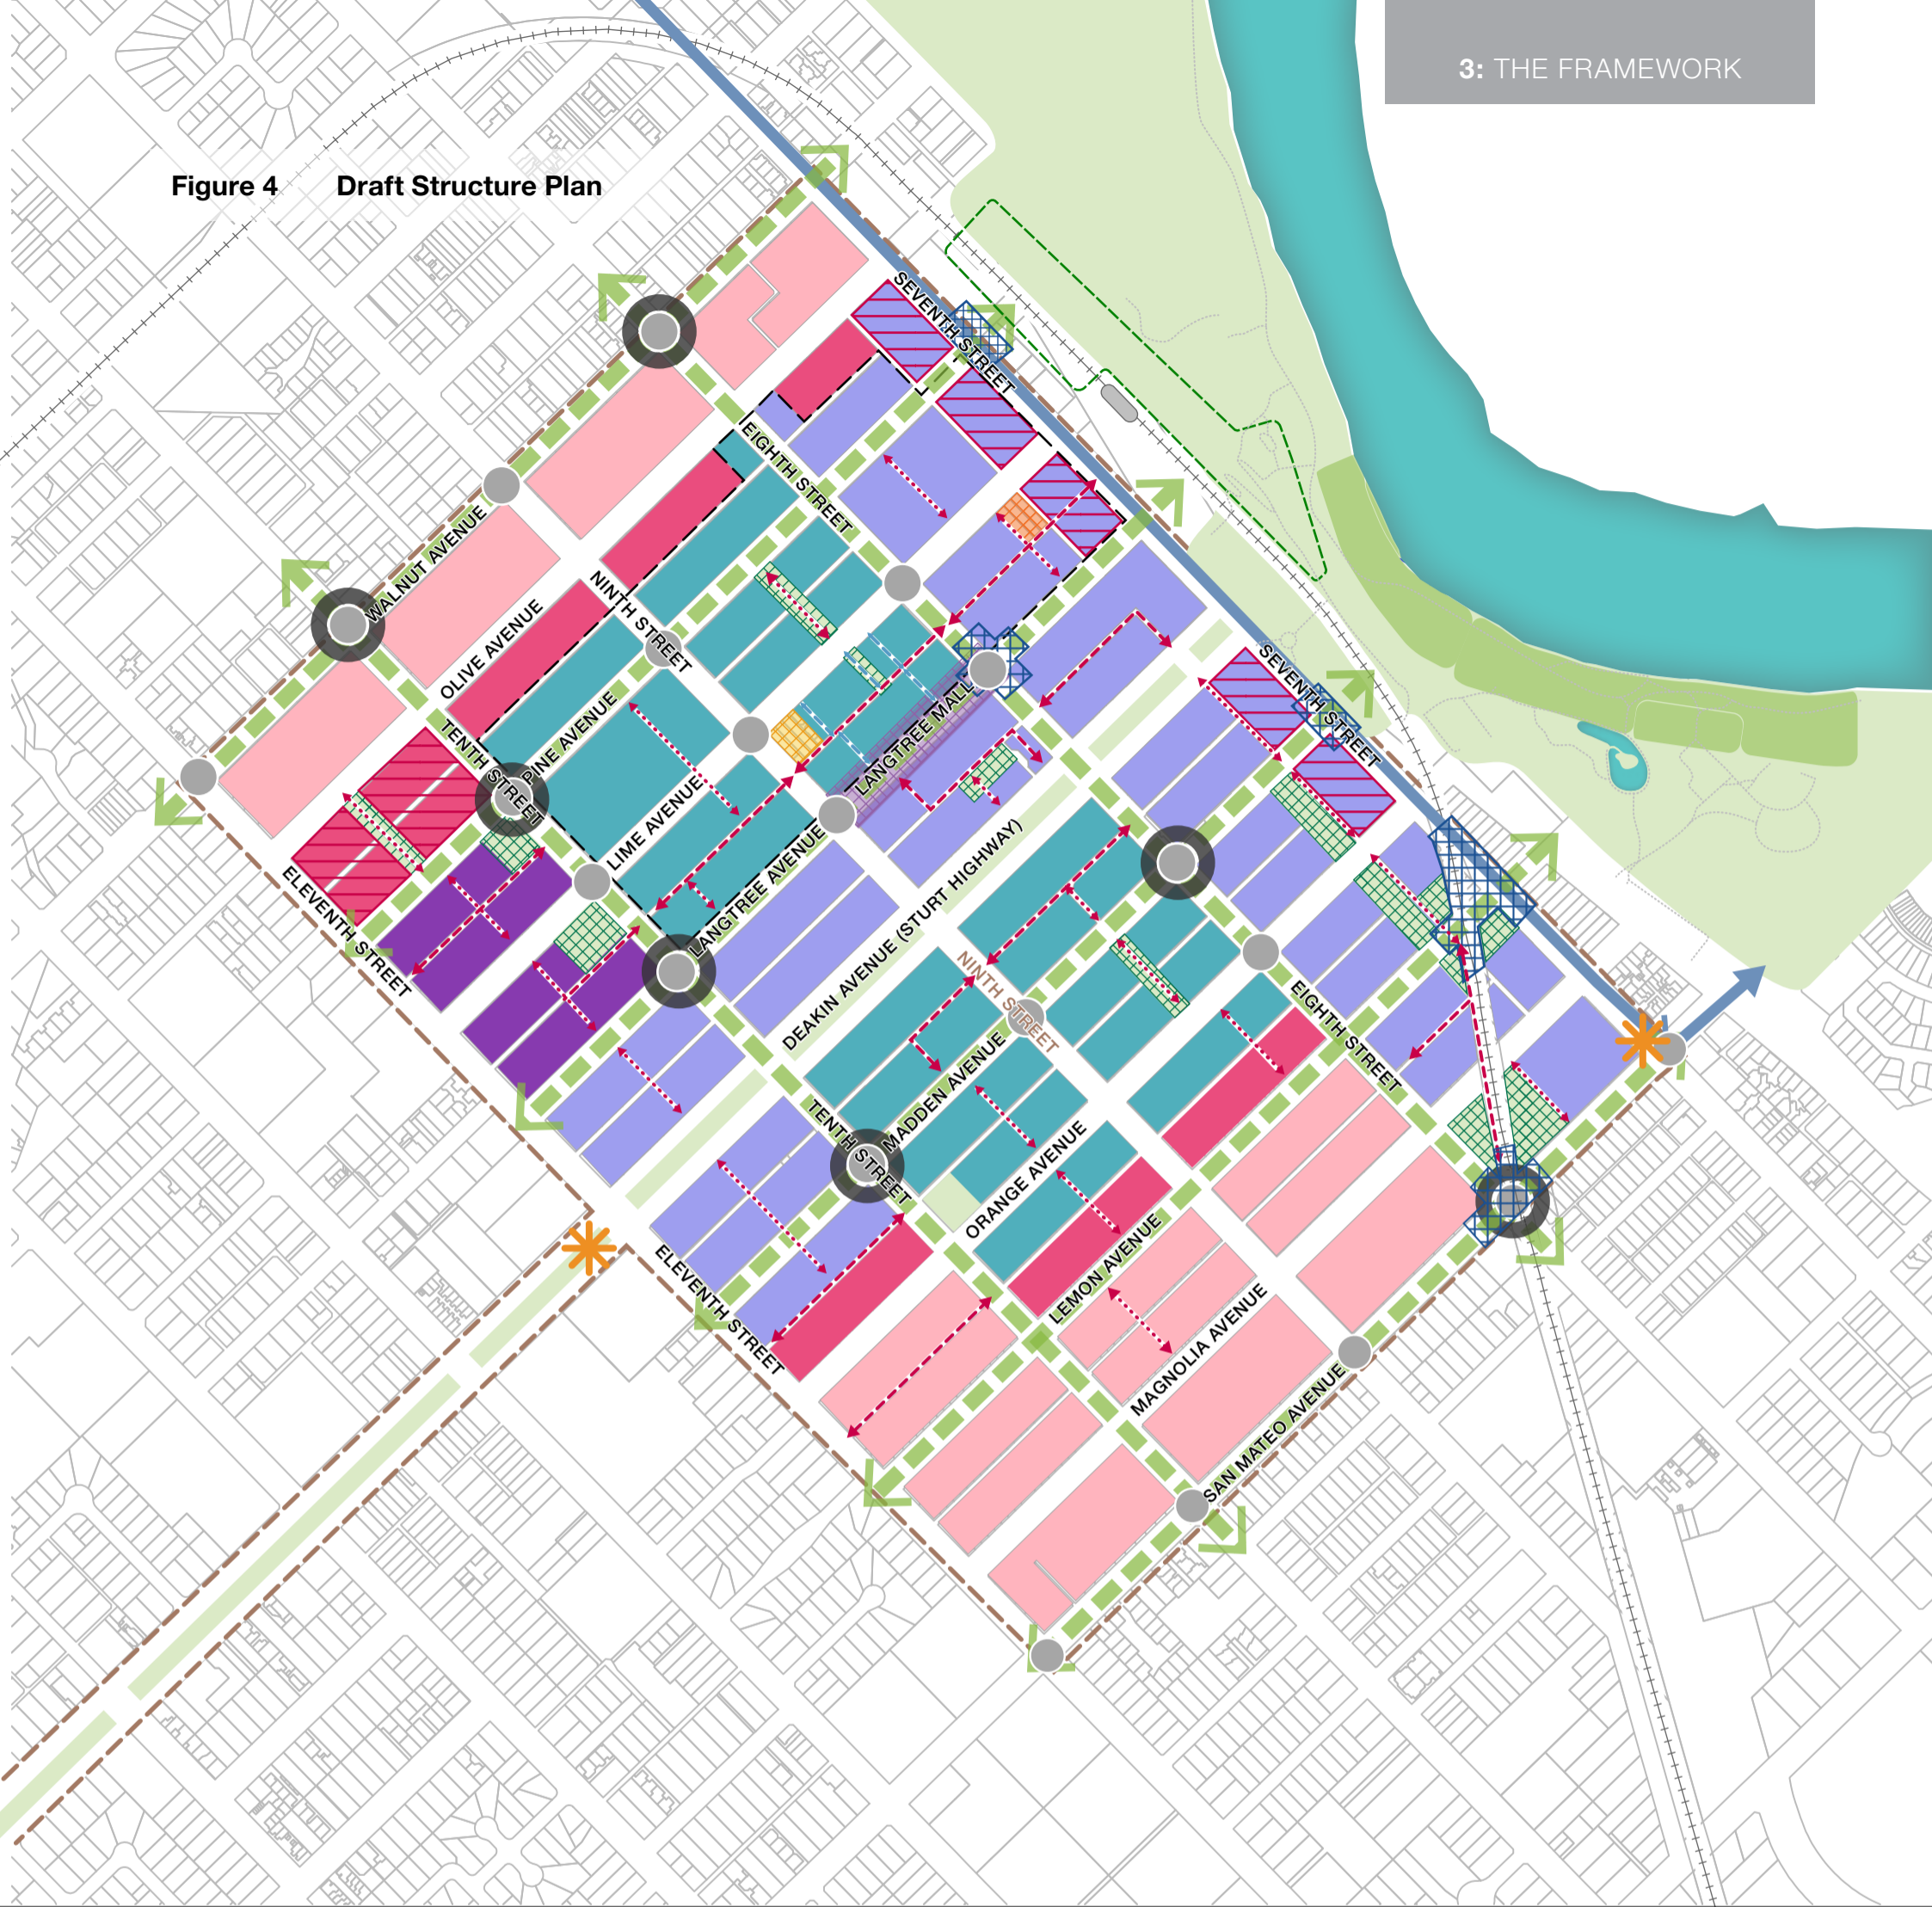 3: THE FRAMEWORK
Figure 4 Draft Structure Plan
SEVENTH STREET
EIGHTH STREET
WALNUT AVENUE
NINTH STREET
OLIVE AVENUE
SEVENTH STREET
LANGTREE MALL
PINE AVENUE
TENTH STREET
LIME AVENUE
LANGTREE AVENUE
DEAKIN AVENUE (STURT HIGHWAY)
ELEVENTH STREET
NINTH STREET
EIGHTH STREET
MADDEN AVENUE
TENTH STREET
ORANGE AVENUE
LEMON AVENUE
ELEVENTH STREET
MAGNOLIA AVENUE
SAN MATEO AVENUE